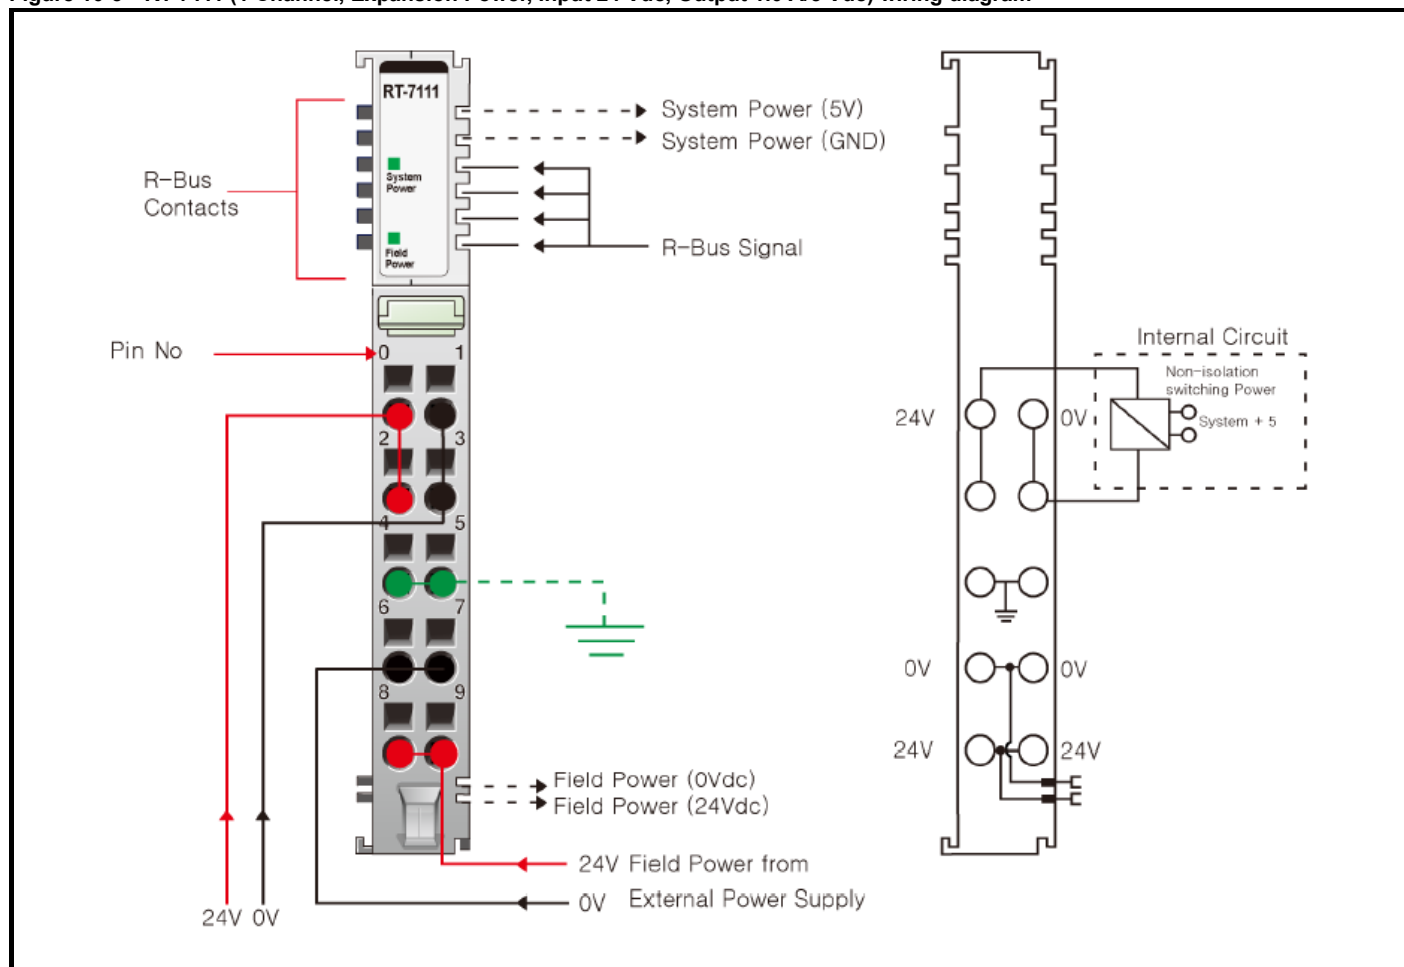 RT-7111
System Power (5V)
System Power (GND)
System
Power
R-Bus
Contacts
R-Bus Signal
Field
Power
Internal Circuit
Pin No
0 1
Non-isolation
switching Power
24V 0V
System + 5
2 3
4 5
6 7
0V 0V
8 9
24V 24V
Field Power (0Vdc)
Field Power (24Vdc)
24V Field Power from
0V External Power Supply
24V 0V